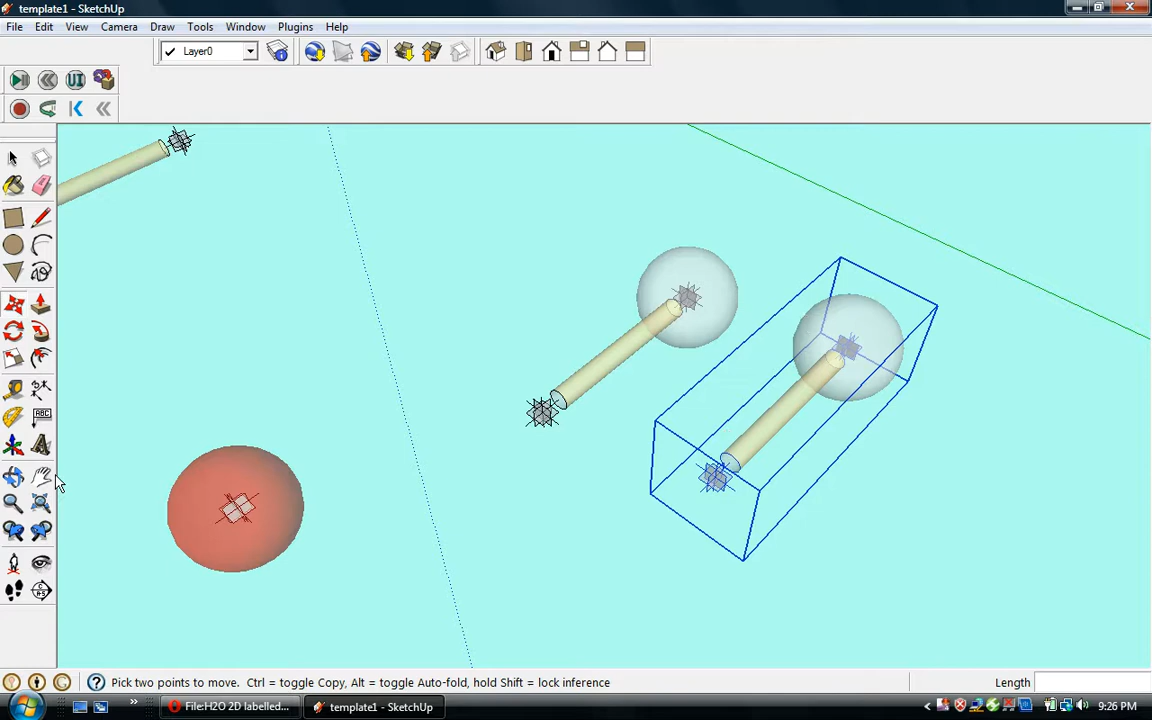 template1 - SketchUp
File Edit View Camera Draw Tools Window Plugins Help
Layer0
UI
ABC
Pick two points to move. Ctrl = toggle Copy, Alt = toggle Auto-fold, hold Shift = lock inference
Length
File:H2O 2D labelled...
template1 - SketchUp
9:26 PM